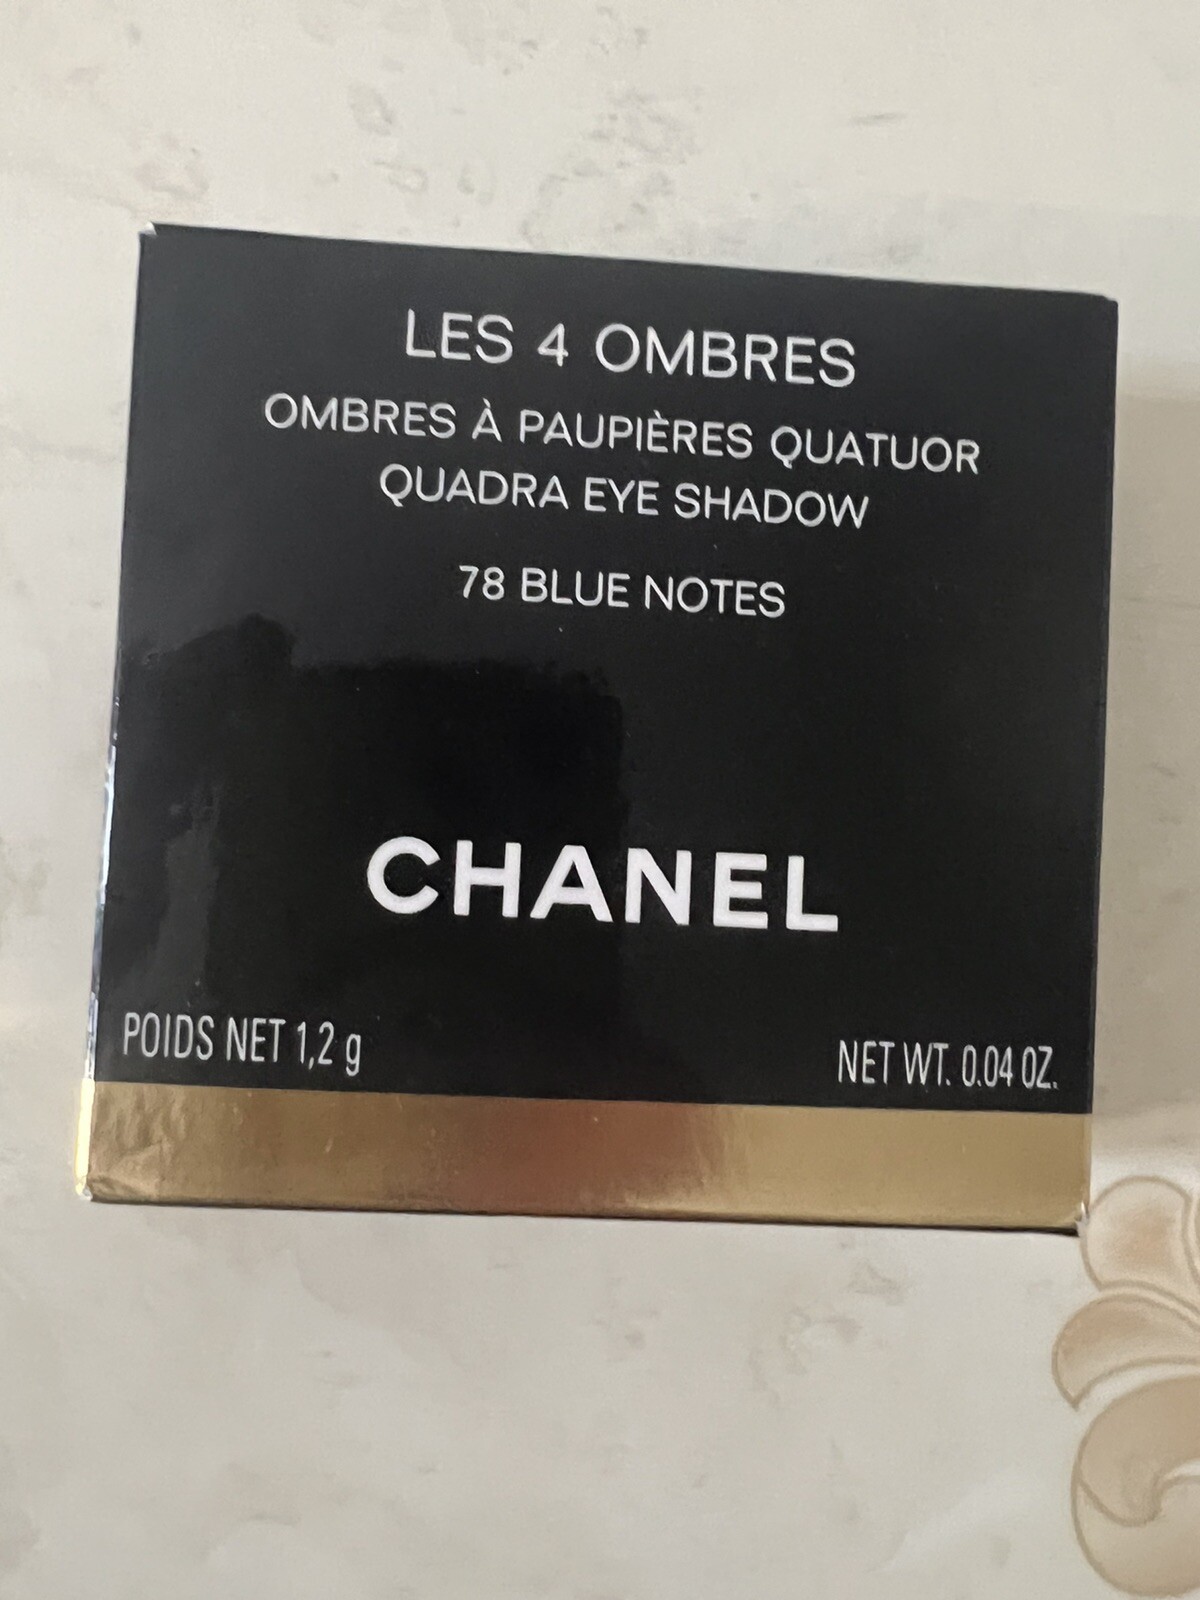 LES 4 OMBRES
OMBRES À PAUPIÈRES QUATUOR
QUADRA EYE SHADOW
78 BLUE NOTES
CHANEL
POIDS NET 1,2 g
NET WT. 0.04 OZ.